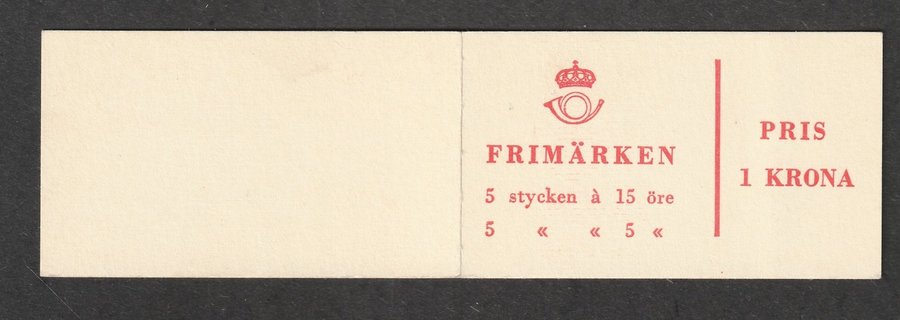 FRIMÄRKEN
5 stycken à 15 öre
5 « « 5 «
PRIS
1 KRONA